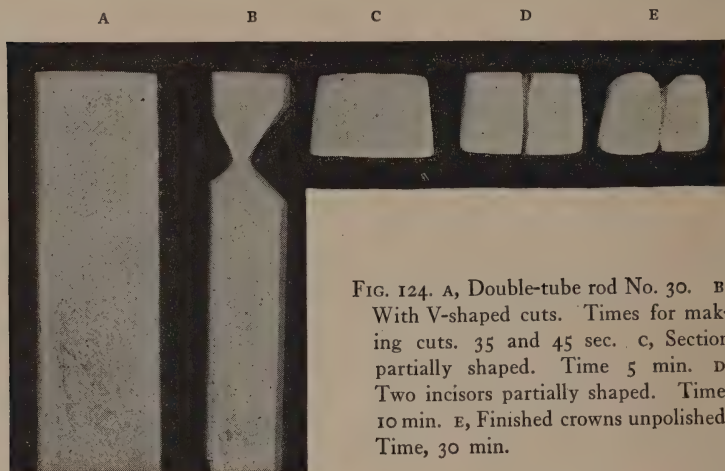 A B C D E
FIG. 124. A, Double-tube rod No. 30. B
With V-shaped cuts. Times for mak-
ing cuts. 35 and 45 sec. C, Section
partially shaped. Time 5 min. D
Two incisors partially shaped. Time
10 min. E, Finished crowns unpolished
Time, 30 min.